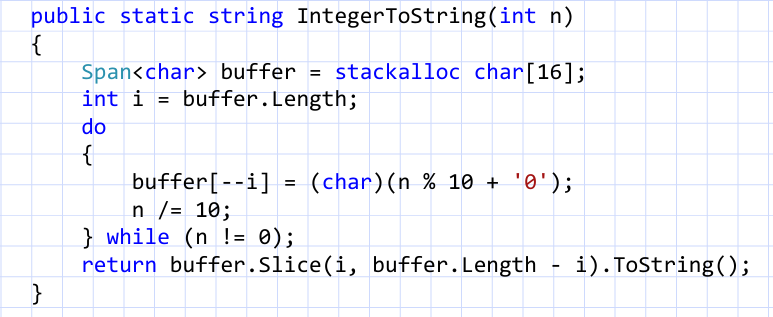 public static string IntegerToString(int n)
{
    Span<char> buffer = stackalloc char[16];
    int i = buffer.Length;
    do
    {
        buffer[--i] = (char)(n % 10 + '0');
        n /= 10;
    } while (n != 0);
    return buffer.Slice(i, buffer.Length - i).ToString();
}